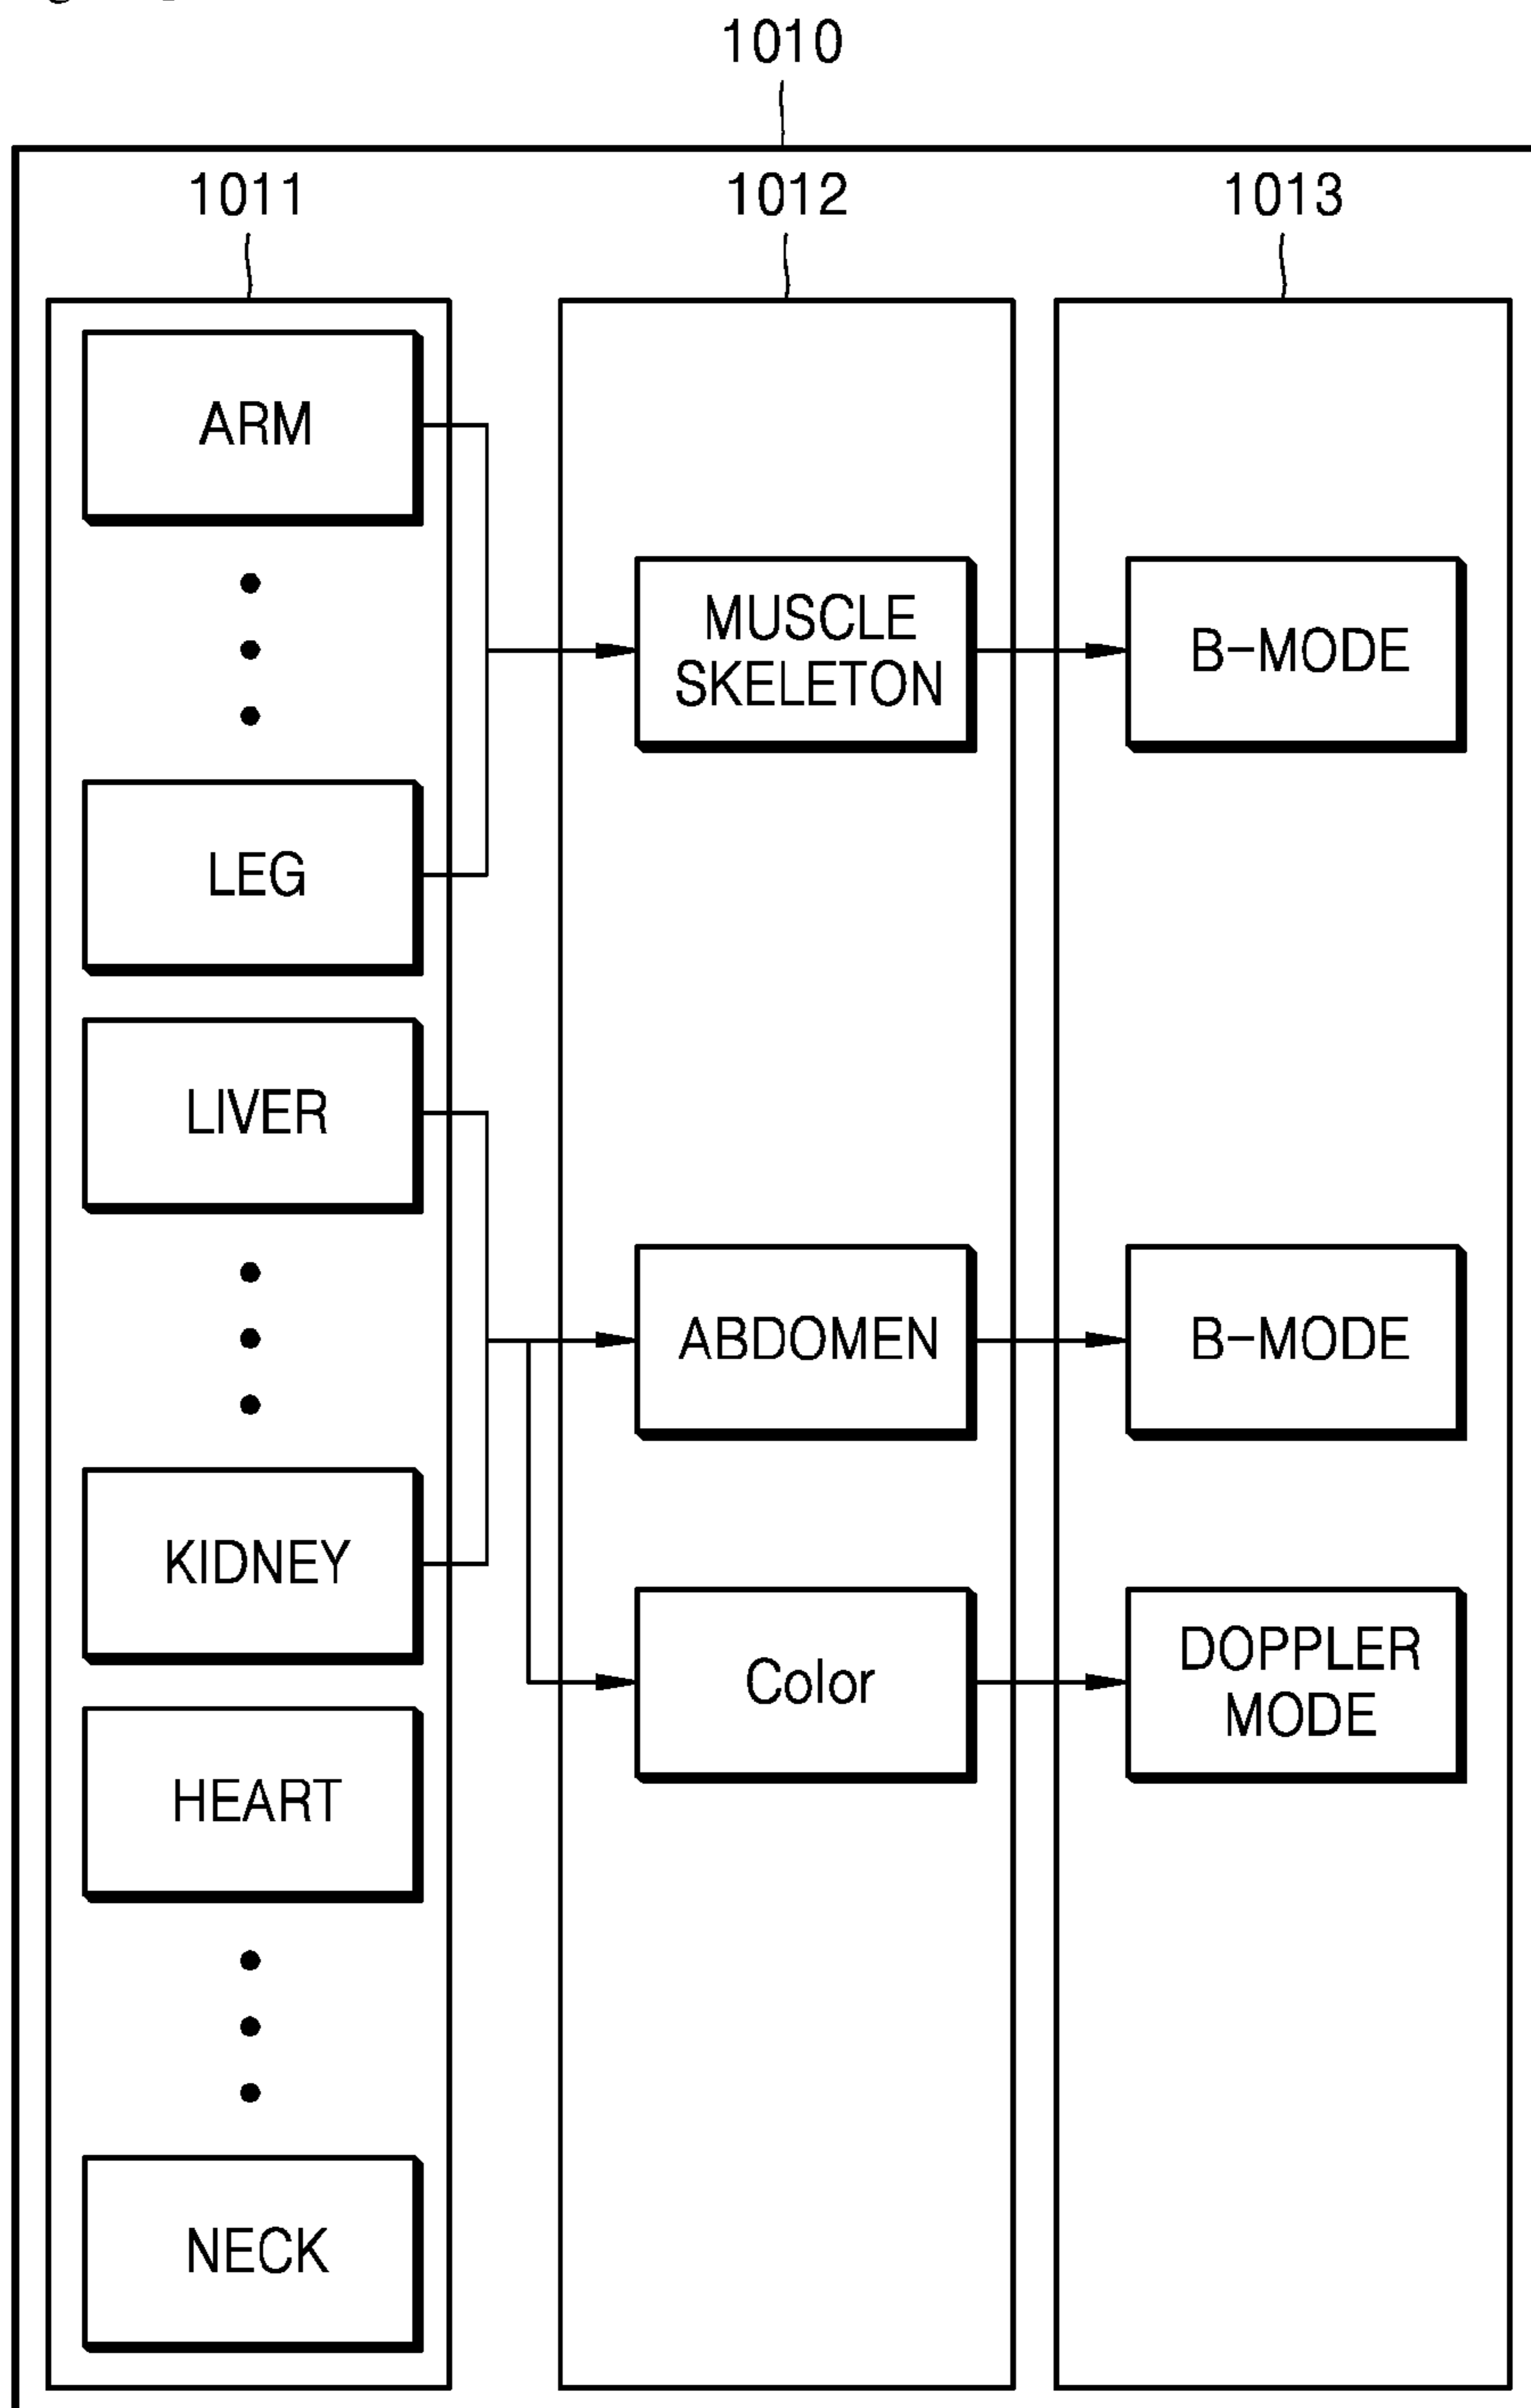 1010
1011
1012
1013
ARM
MUSCLE
SKELETON
B-MODE
LEG
LIVER
ABDOMEN
B-MODE
KIDNEY
Color
DOPPLER
MODE
HEART
NECK